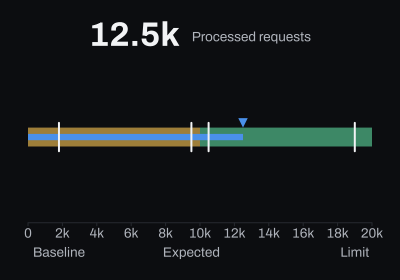 12.5k Processed requests
0 2k 4k 6k 8k 10k 12k 14k 16k 18k 20k
Baseline Expected Limit